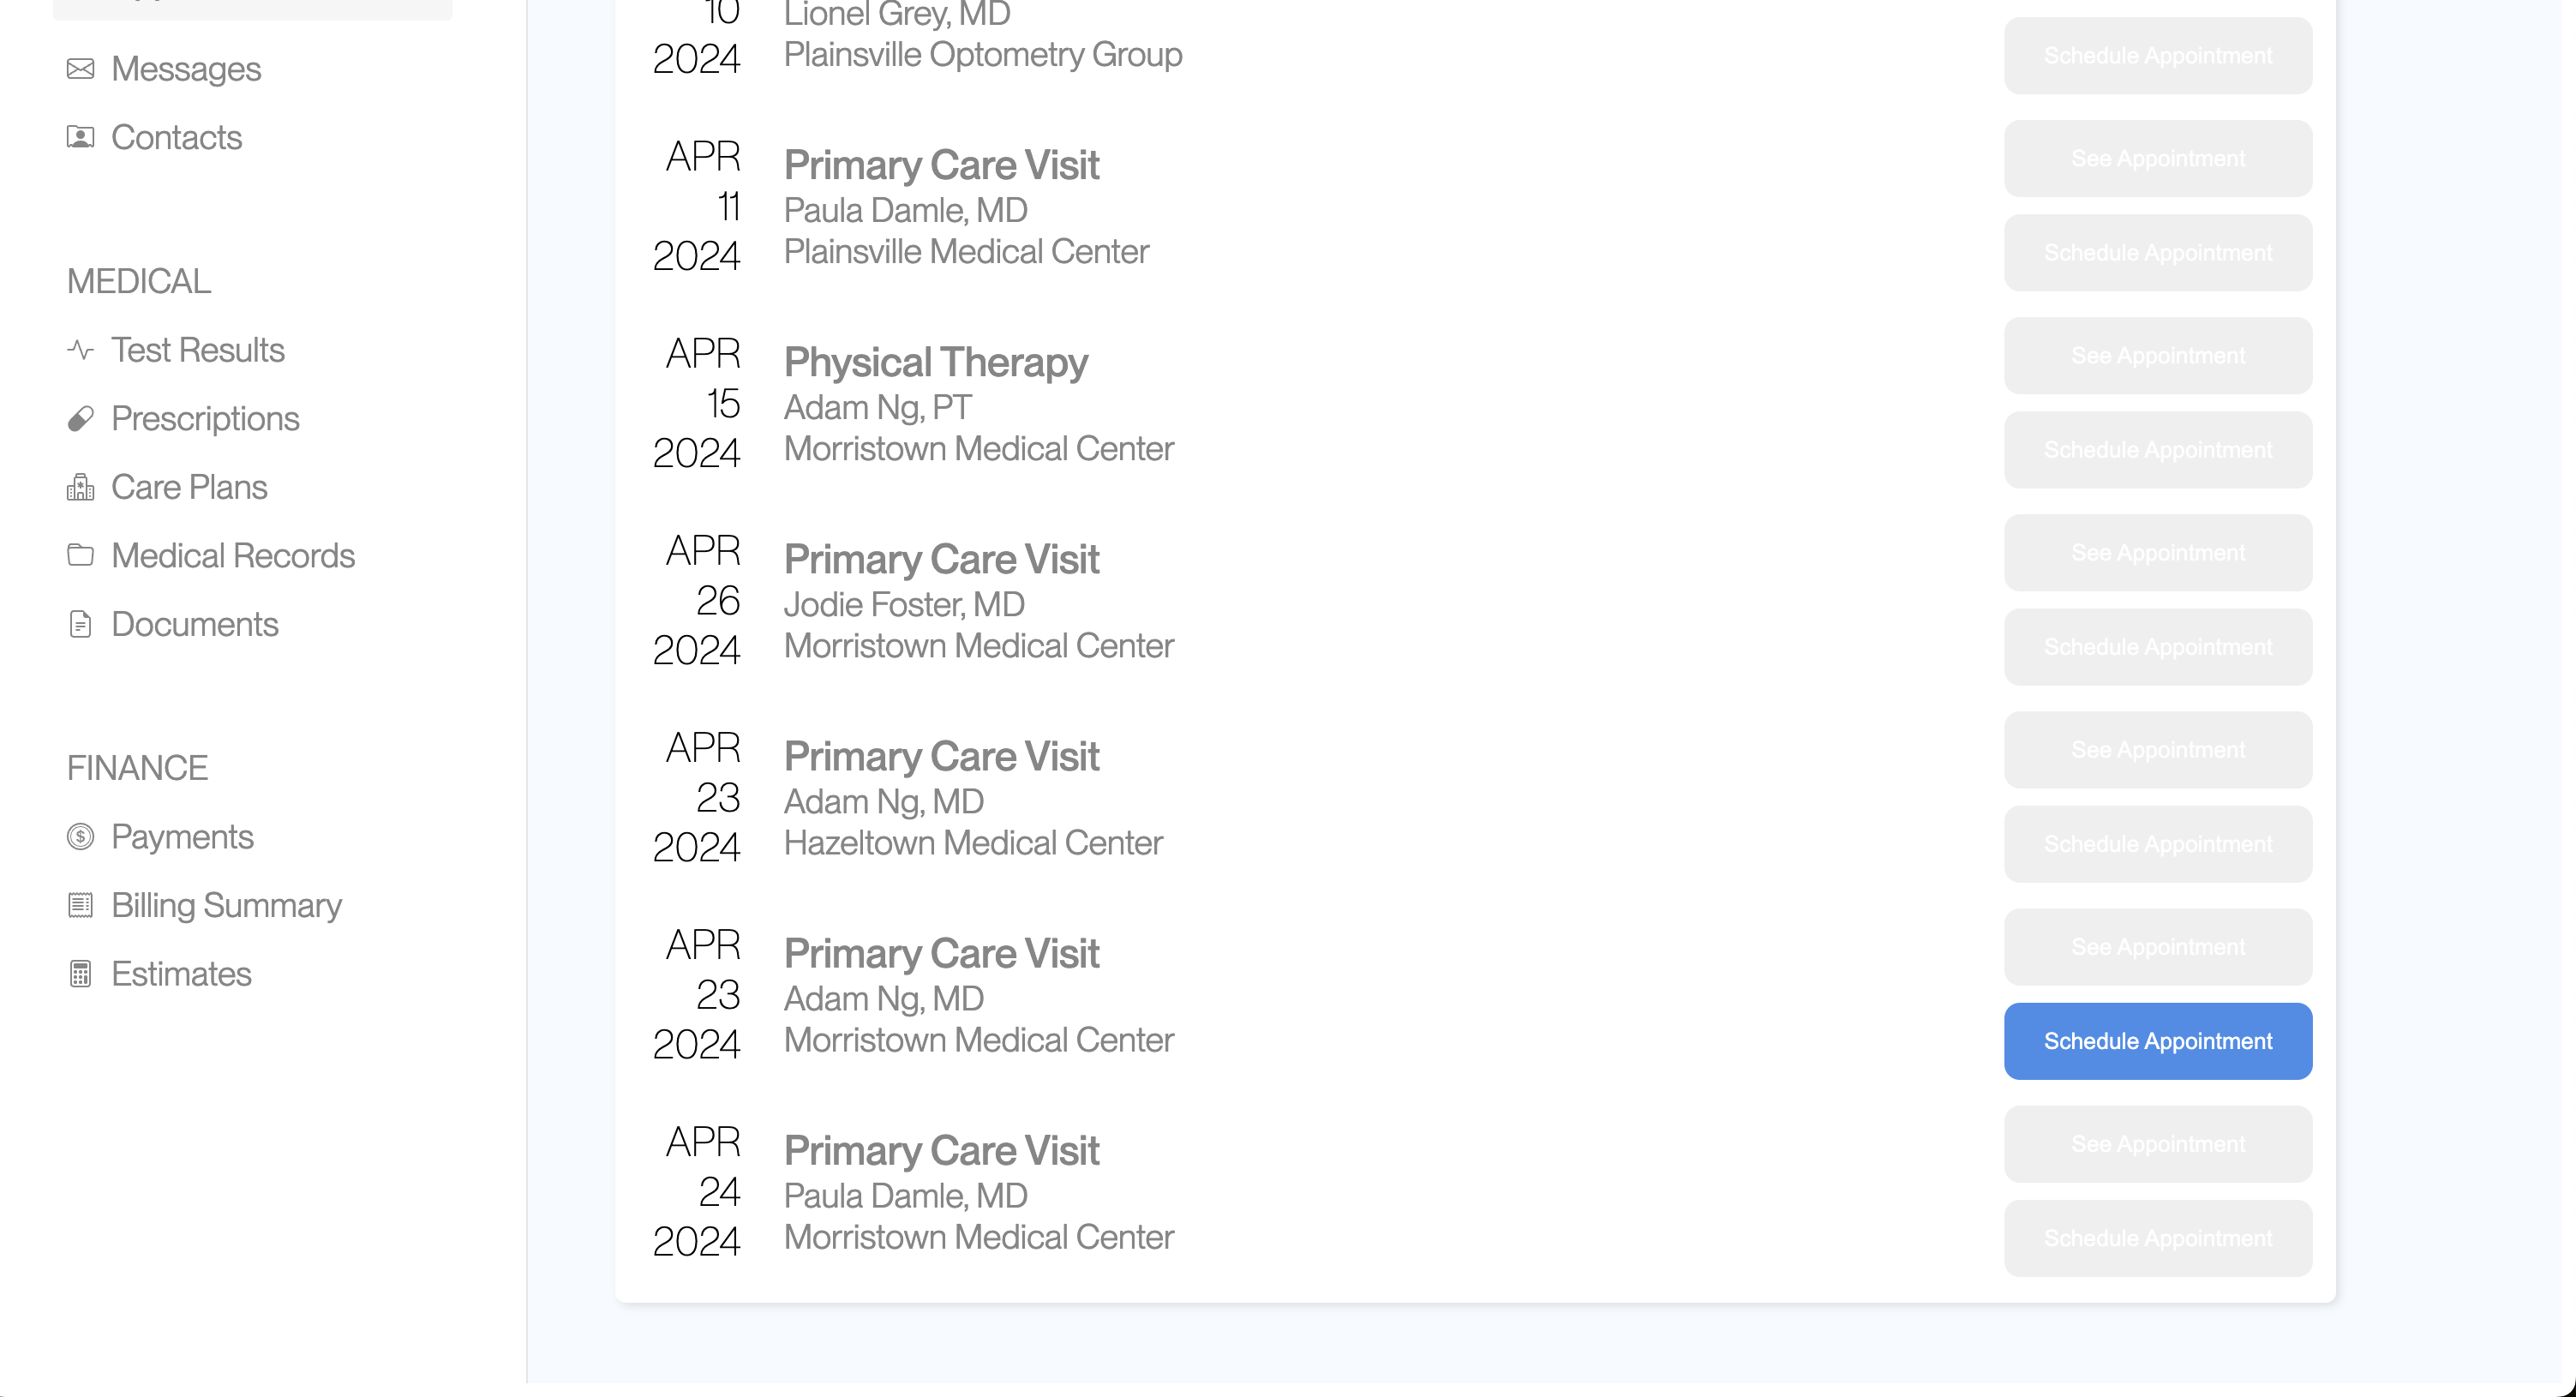 Messages
Contacts
MEDICAL
Test Results
Prescriptions
Care Plans
Medical Records
Documents
FINANCE
Payments
Billing Summary
Estimates
10
2024
Lionel Grey, MD
Plainsville Optometry Group
Schedule Appointment
APR
11
2024
Primary Care Visit
Paula Damle, MD
Plainsville Medical Center
See Appointment
Schedule Appointment
APR
15
2024
Physical Therapy
Adam Ng, PT
Morristown Medical Center
See Appointment
Schedule Appointment
APR
26
2024
Primary Care Visit
Jodie Foster, MD
Morristown Medical Center
See Appointment
Schedule Appointment
APR
23
2024
Primary Care Visit
Adam Ng, MD
Hazeltown Medical Center
See Appointment
Schedule Appointment
APR
23
2024
Primary Care Visit
Adam Ng, MD
Morristown Medical Center
See Appointment
Schedule Appointment
APR
24
2024
Primary Care Visit
Paula Damle, MD
Morristown Medical Center
See Appointment
Schedule Appointment